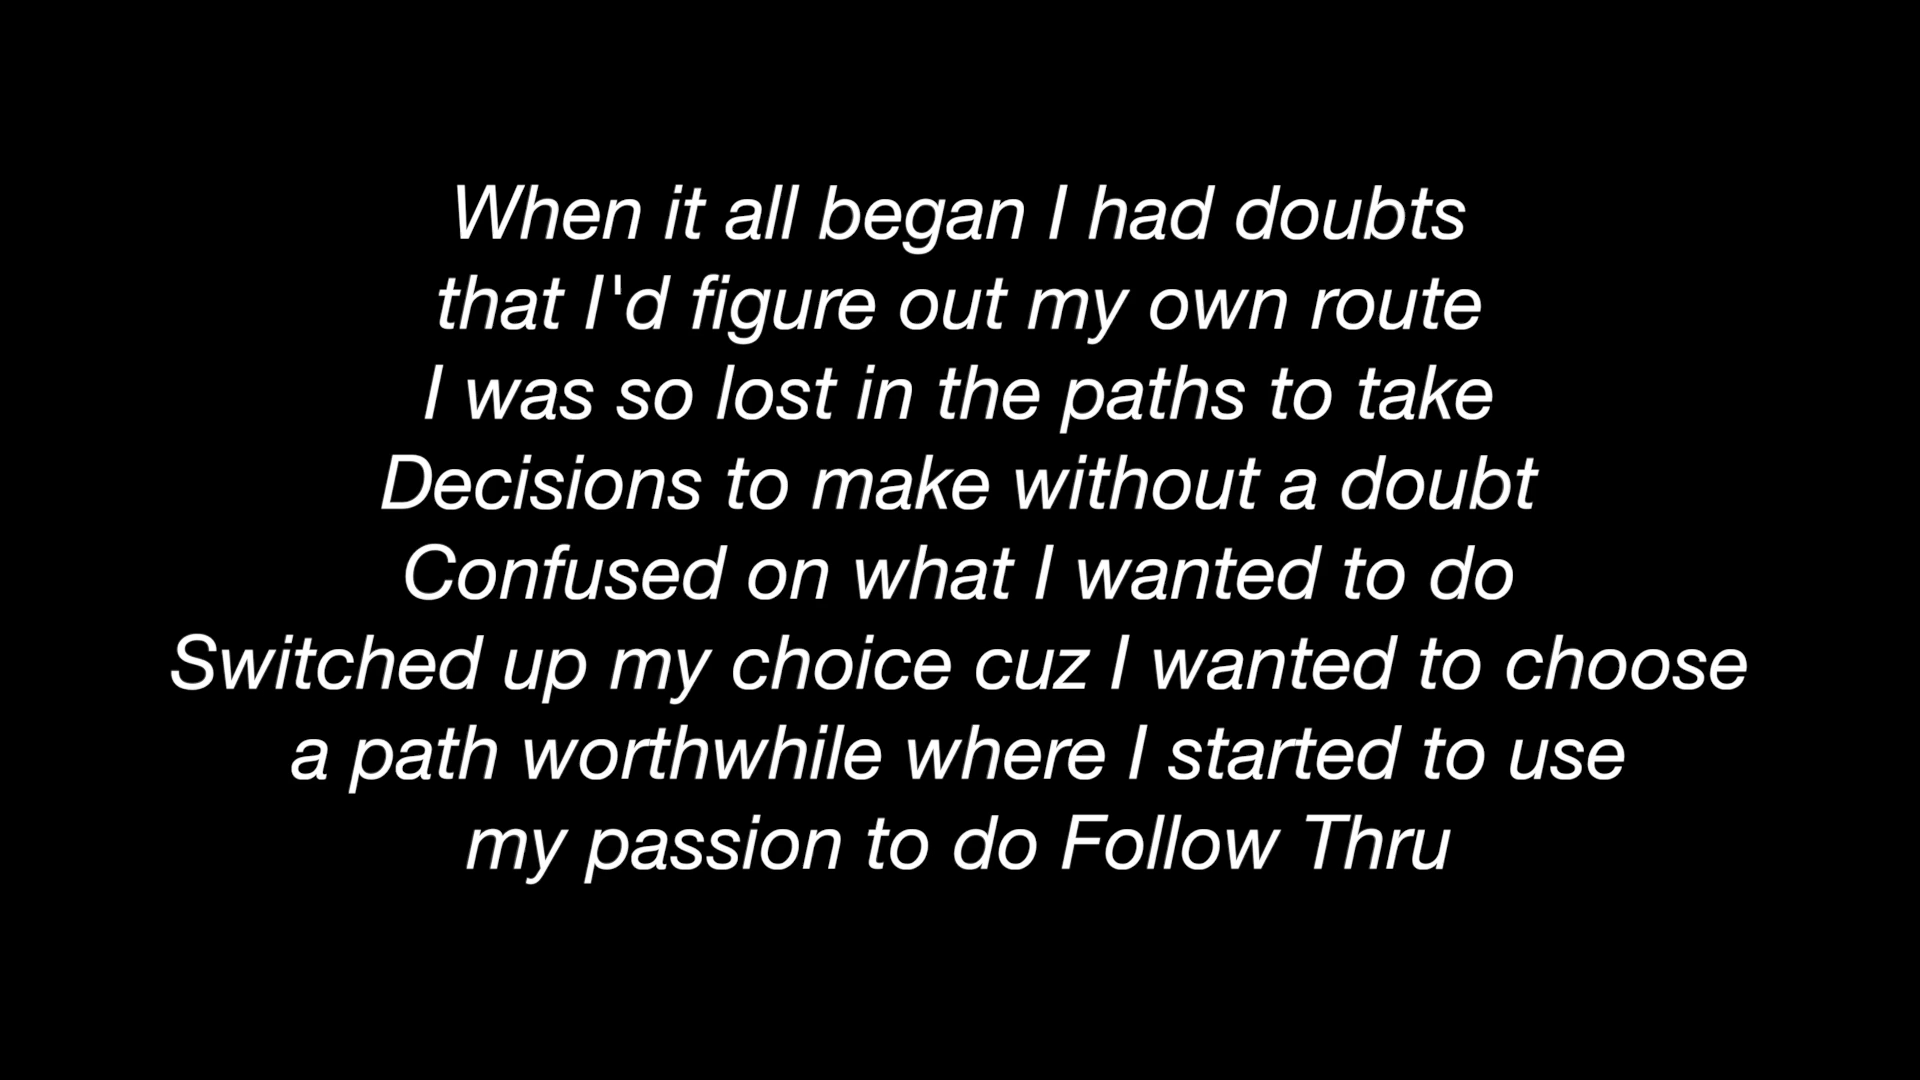 When it all began I had doubts
that I'd figure out my own route
I was so lost in the paths to take
Decisions to make without a doubt
Confused on what I wanted to do
Switched up my choice cuz I wanted to choose
a path worthwhile where I started to use
my passion to do Follow Thru